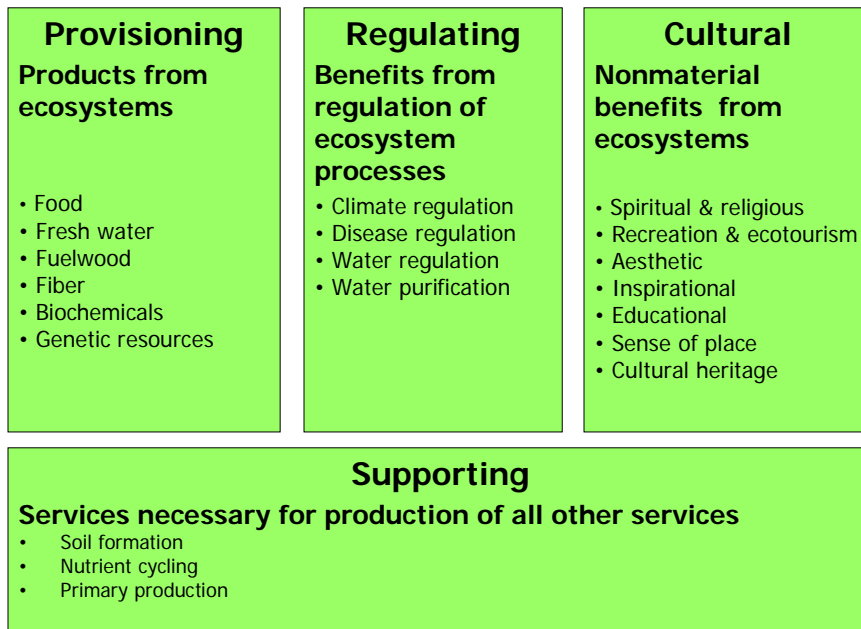 Provisioning
Products from
ecosystems
• Food
• Fresh water
• Fuelwood
• Fiber
• Biochemicals
• Genetic resources
Regulating
Benefits from
regulation of
ecosystem
processes
• Climate regulation
• Disease regulation
• Water regulation
• Water purification
Cultural
Nonmaterial
benefits from
ecosystems
• Spiritual & religious
• Recreation & ecotourism
• Aesthetic
• Inspirational
• Educational
• Sense of place
• Cultural heritage
Supporting
Services necessary for production of all other services
• Soil formation
• Nutrient cycling
• Primary production